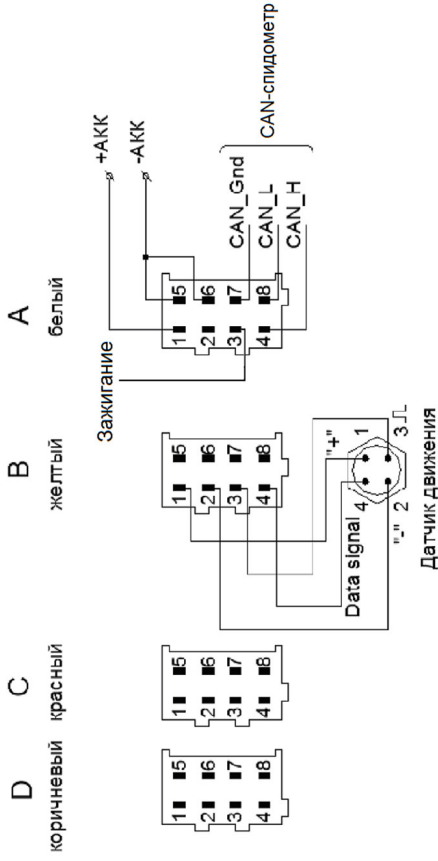 D
коричневый
1 5
2 6
3 7
4 8
C
красный
1 5
2 6
3 7
4 8
B
желтый
1 5
2 6
3 7
4 8
Data signal
4
1
"+"
"-"
2
3
Датчик движения
A
белый
Зажигание
1 5
2 6
3 7
4 8
+АКК
-АКК
CAN_Gnd
CAN_L
CAN_H
CAN-спидометр